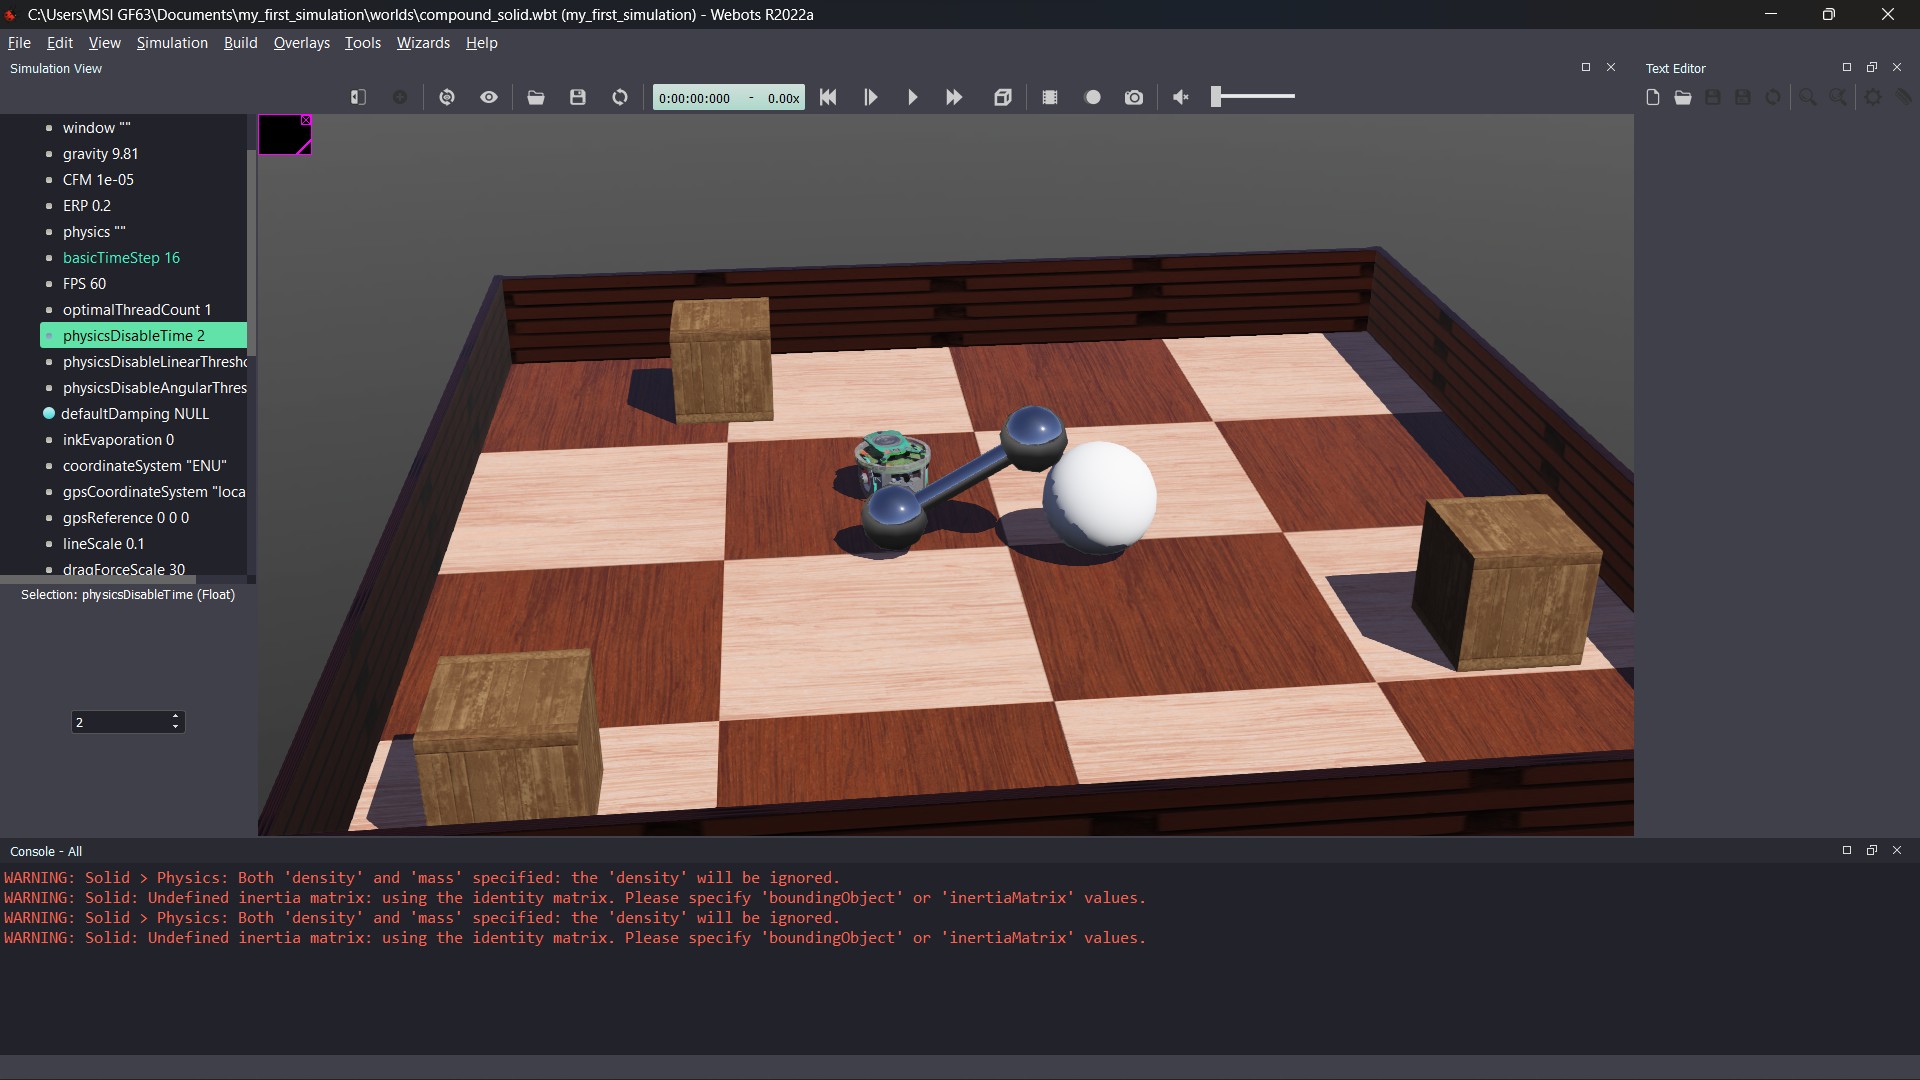 C:\Users\MSI GF63\Documents\my_first_simulation\worlds\compound_solid.wbt (my_first_simulation) - Webots R2022a
File Edit View Simulation Build Overlays Tools Wizards Help
Simulation View
Text Editor
0:00:00:000 - 0.00x
window ""
gravity 9.81
CFM 1e-05
ERP 0.2
physics ""
basicTimeStep 16
FPS 60
optimalThreadCount 1
physicsDisableTime 2
physicsDisableLinearThresho
physicsDisableAngularThres
defaultDamping NULL
inkEvaporation 0
coordinateSystem "ENU"
gpsCoordinateSystem "loca
gpsReference 0 0 0
lineScale 0.1
dragForceScale 30
Selection: physicsDisableTime (Float)
2
Console - All
WARNING: Solid > Physics: Both 'density' and 'mass' specified: the 'density' will be ignored.
WARNING: Solid: Undefined inertia matrix: using the identity matrix. Please specify 'boundingObject' or 'inertiaMatrix' values.
WARNING: Solid > Physics: Both 'density' and 'mass' specified: the 'density' will be ignored.
WARNING: Solid: Undefined inertia matrix: using the identity matrix. Please specify 'boundingObject' or 'inertiaMatrix' values.